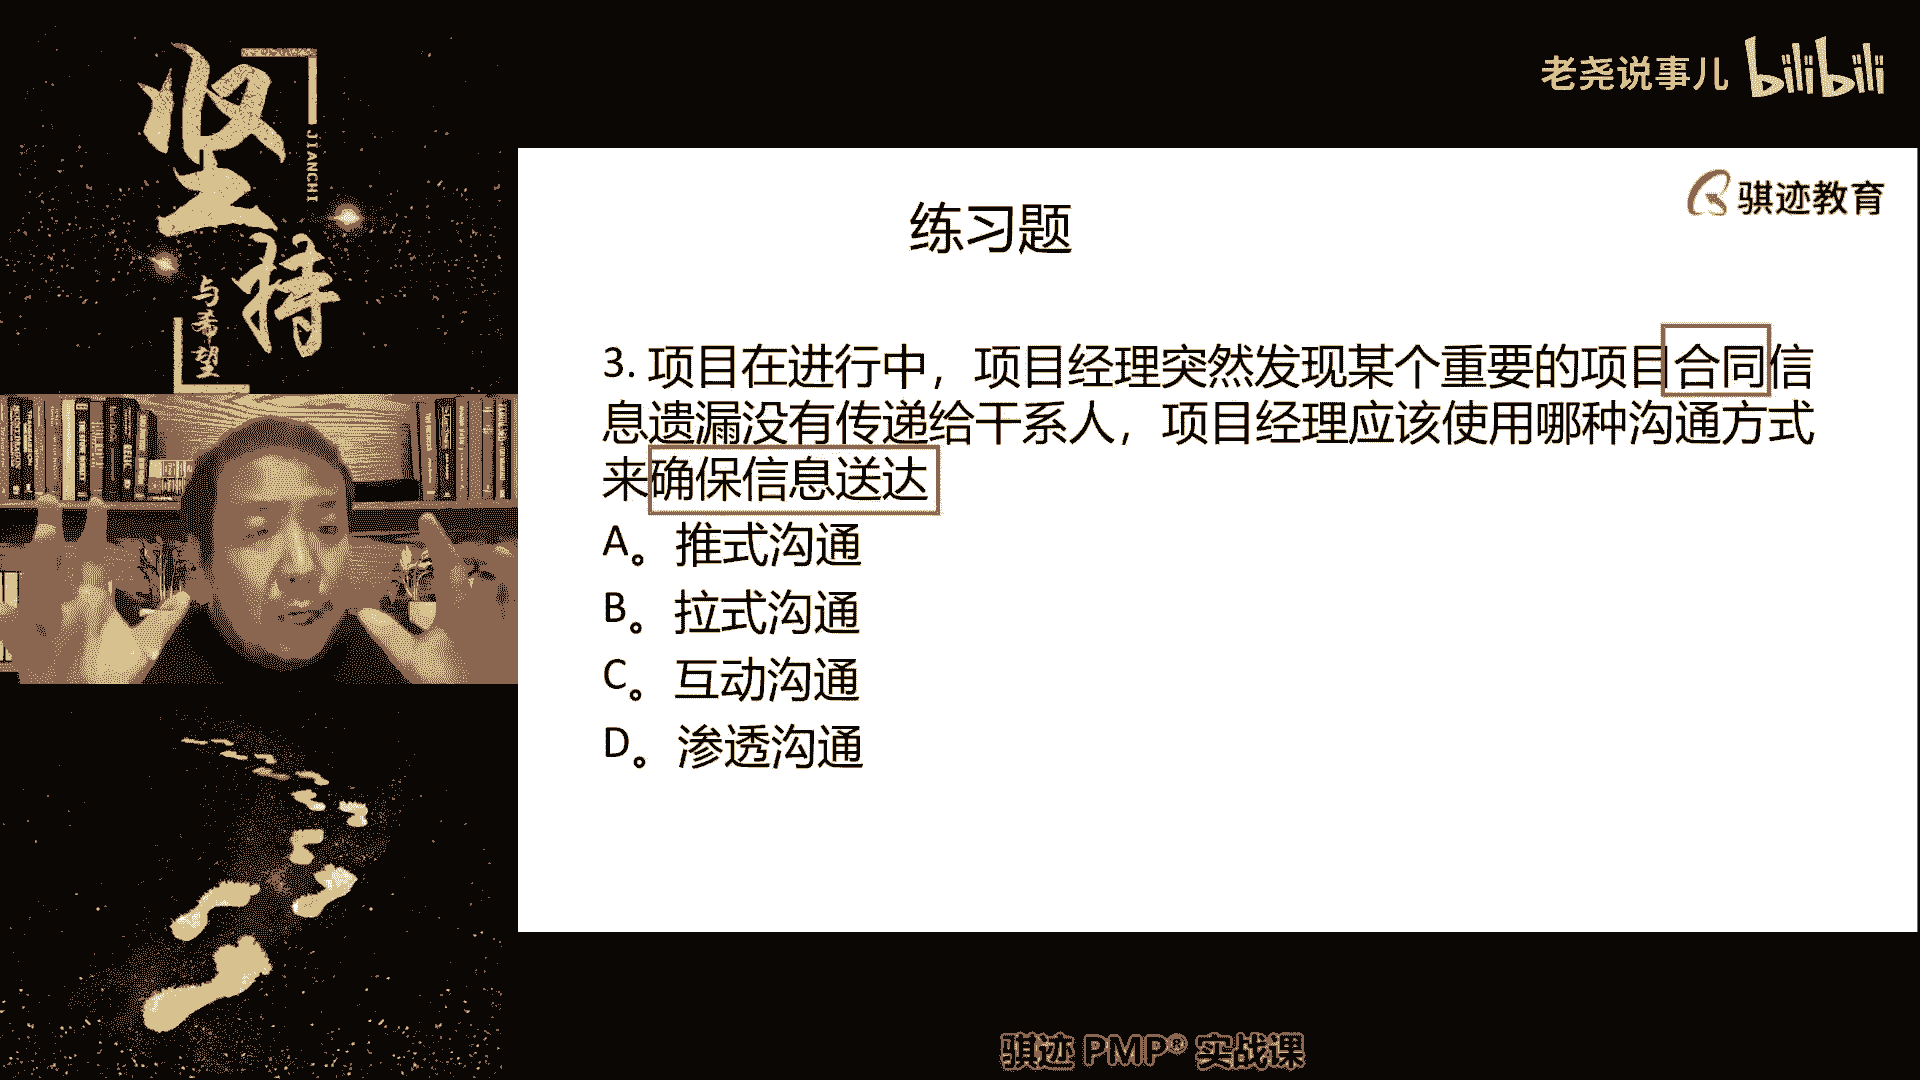 坚持
JIANCHI
与希望
老尧说事儿 bilibili
骐迹教育
练习题
3. 项目在进行中，项目经理突然发现某个重要的项目合同信
息遗漏没有传递给干系人，项目经理应该使用哪种沟通方式
来确保信息送达
A。推式沟通
B。拉式沟通
C。互动沟通
D。渗透沟通
骐迹 PMP® 实战课